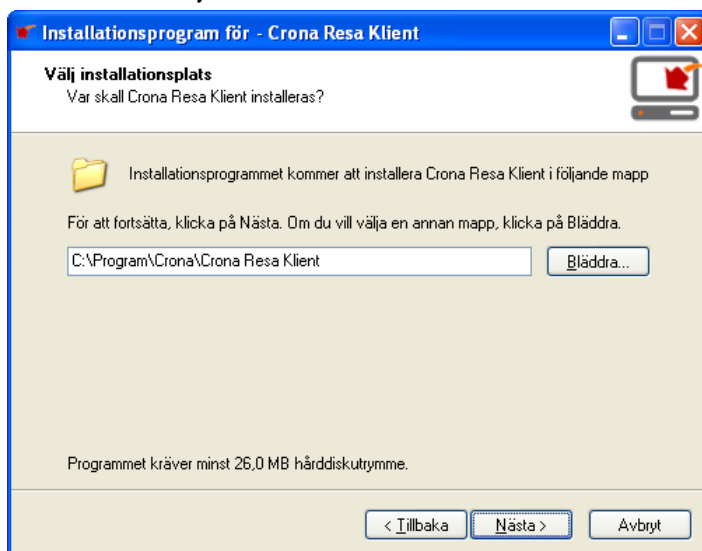 Installationsprogram för - Crona Resa Klient
Välj installationsplats
Var skall Crona Resa Klient installeras?
Installationsprogrammet kommer att installera Crona Resa Klient i följande mapp
För att fortsätta, klicka på Nästa. Om du vill välja en annan mapp, klicka på Bläddra.
C:\Program\Crona\Crona Resa Klient
Bläddra...
Programmet kräver minst 26,0 MB hårddiskutrymme.
< Tillbaka
Nästa >
Avbryt